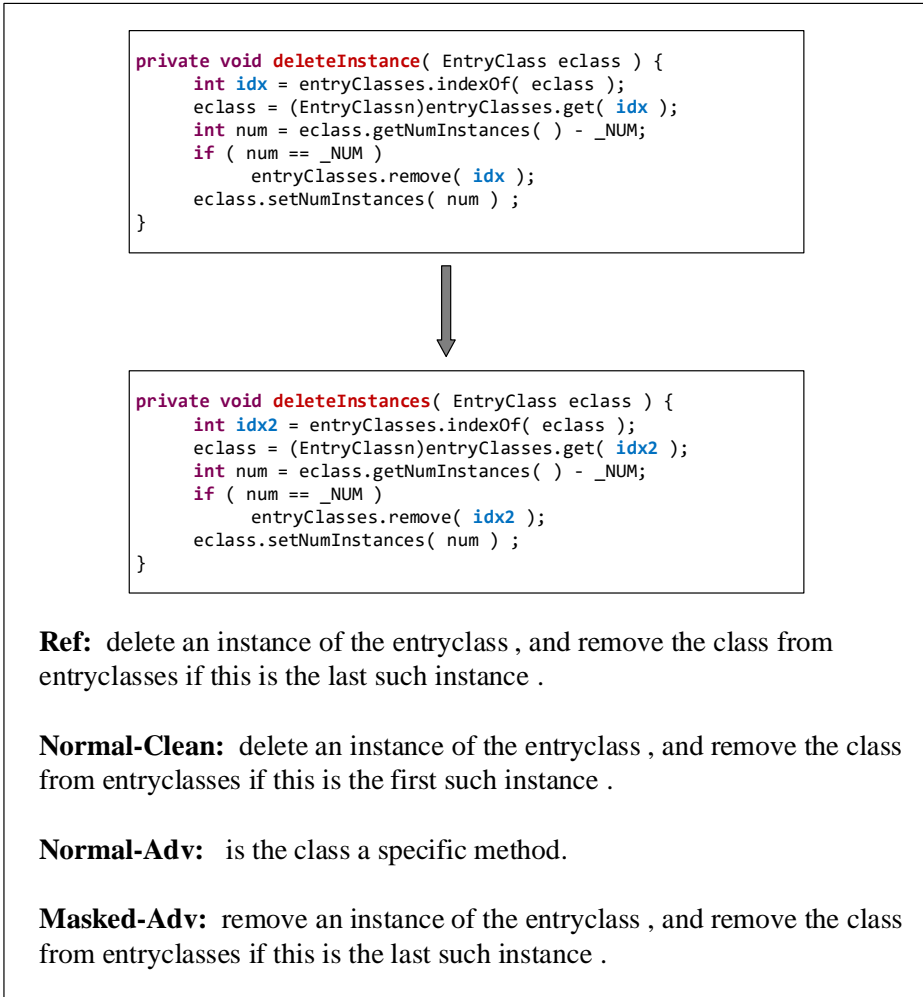 private void deleteInstance( EntryClass eclass ) {
int idx = entryClasses.indexOf( eclass );
eclass = (EntryClassn)entryClasses.get( idx );
int num = eclass.getNumInstances( ) - _NUM;
if ( num == _NUM )
entryClasses.remove( idx );
eclass.setNumInstances( num ) ;
}
private void deleteInstances( EntryClass eclass ) {
int idx2 = entryClasses.indexOf( eclass );
eclass = (EntryClassn)entryClasses.get( idx2 );
int num = eclass.getNumInstances( ) - _NUM;
if ( num == _NUM )
entryClasses.remove( idx2 );
eclass.setNumInstances( num ) ;
}
Ref: delete an instance of the entryclass , and remove the class from
entryclasses if this is the last such instance .
Normal-Clean: delete an instance of the entryclass , and remove the class
from entryclasses if this is the first such instance .
Normal-Adv: is the class a specific method.
Masked-Adv: remove an instance of the entryclass , and remove the class
from entryclasses if this is the last such instance .